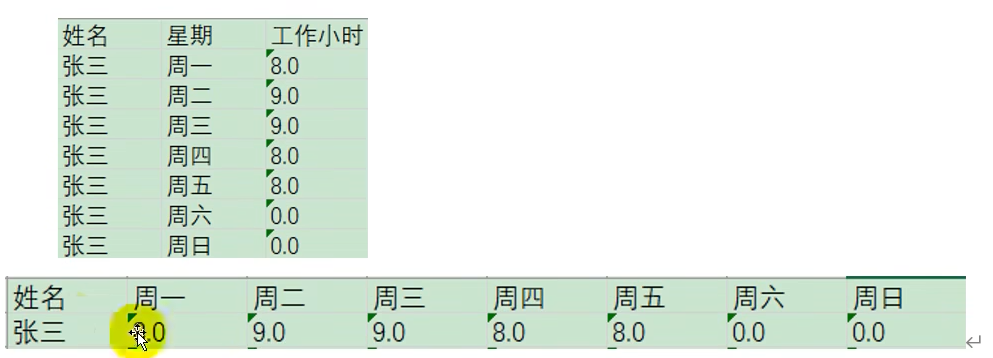 姓名 星期 工作小时
张三 周一 8.0
张三 周二 9.0
张三 周三 9.0
张三 周四 8.0
张三 周五 8.0
张三 周六 0.0
张三 周日 0.0
姓名 周一 周二 周三 周四 周五 周六 周日
张三 9.0 9.0 8.0 8.0 0.0 0.0